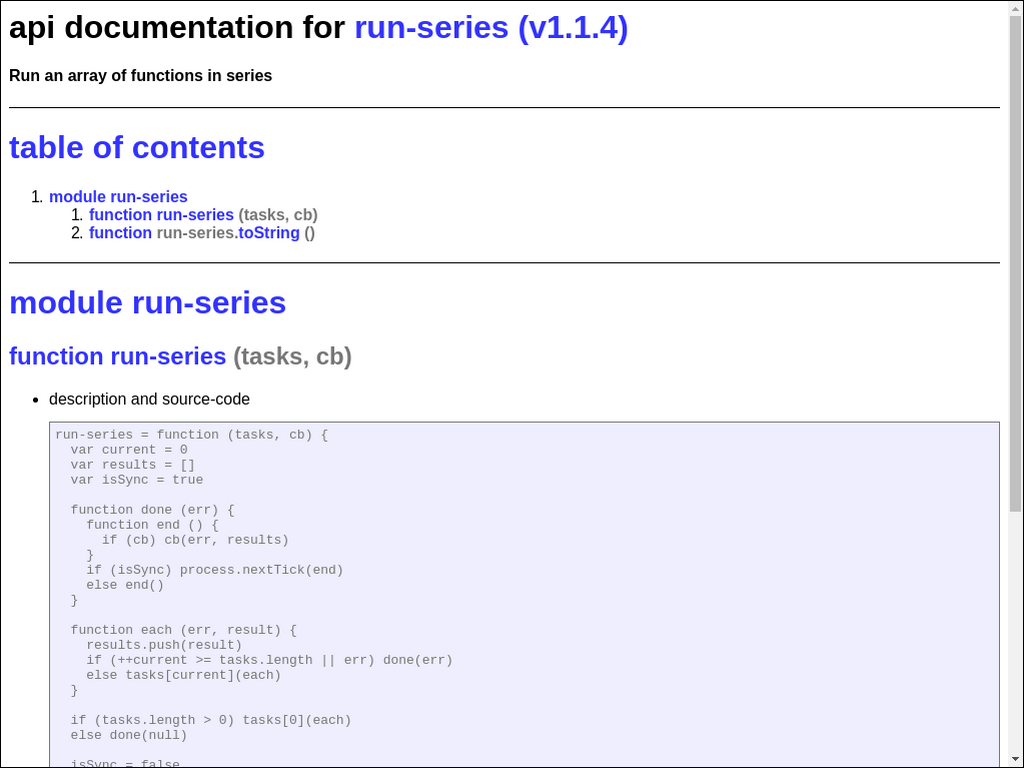 api documentation for run-series (v1.1.4)
Run an array of functions in series
table of contents
1. module run-series
1. function run-series (tasks, cb)
2. function run-series.toString ()
module run-series
function run-series (tasks, cb)
• description and source-code
run-series = function (tasks, cb) {
  var current = 0
  var results = []
  var isSync = true
  function done (err) {
    function end () {
      if (cb) cb(err, results)
    }
    if (isSync) process.nextTick(end)
    else end()
  }
  function each (err, result) {
    results.push(result)
    if (++current >= tasks.length || err) done(err)
    else tasks[current](each)
  }
  if (tasks.length > 0) tasks[0](each)
  else done(null)
  isSync = false